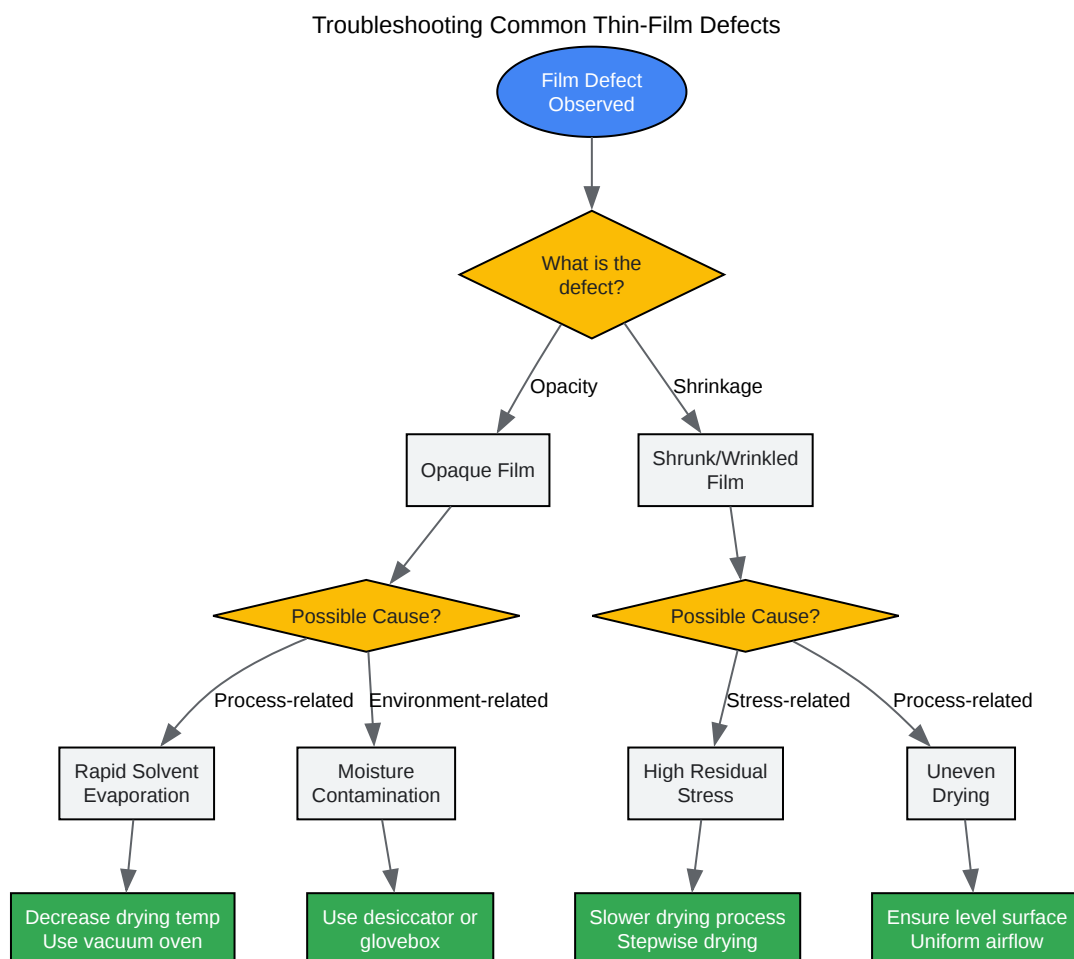 Troubleshooting Common Thin-Film Defects
Film Defect
Observed
What is the
defect?
Opacity
Shrinkage
Opaque Film
Shrunk/Wrinkled
Film
Possible Cause?
Possible Cause?
Process-related
Environment-related
Stress-related
Process-related
Rapid Solvent
Evaporation
Moisture
Contamination
High Residual
Stress
Uneven
Drying
Decrease drying temp
Use vacuum oven
Use desiccator or
glovebox
Slower drying process
Stepwise drying
Ensure level surface
Uniform airflow